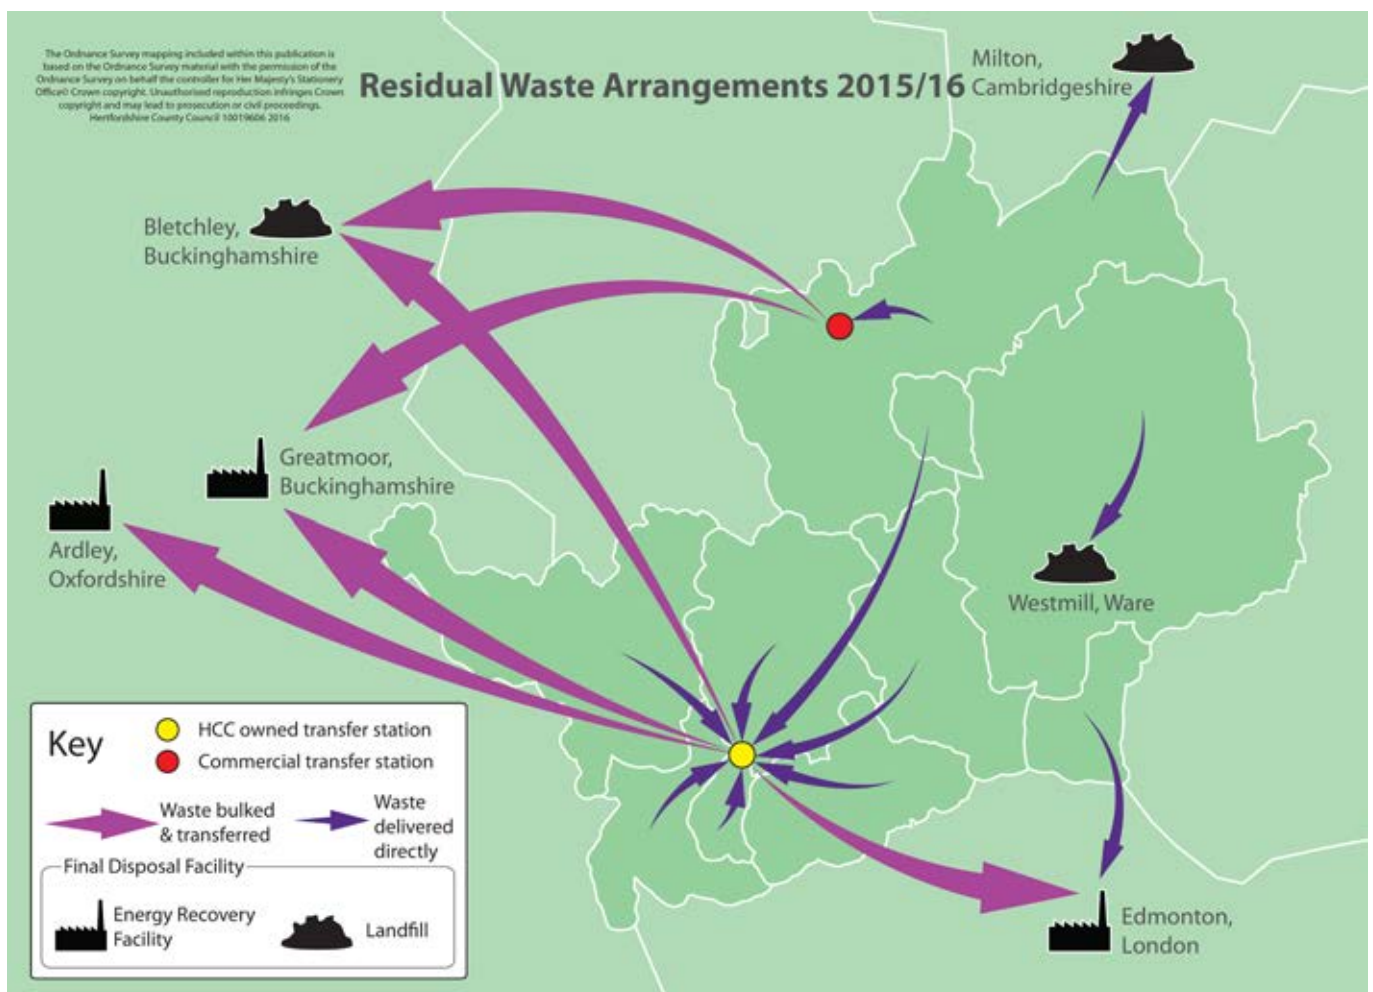 The Ordnance Survey mapping included within this publication is
based on the Ordnance Survey material with the permission of the
Ordnance Survey on behalf the controller for Her Majesty's Stationery
Office© Crown copyright. Unauthorised reproduction infringes Crown
copyright and may lead to prosecution or civil proceedings.
Hertfordshire County Council 10019606 2016
Residual Waste Arrangements 2015/16
Milton,
Cambridgeshire
Bletchley,
Buckinghamshire
Greatmoor,
Buckinghamshire
Ardley,
Oxfordshire
Westmill, Ware
Edmonton,
London
Key
HCC owned transfer station
Commercial transfer station
Waste bulked
& transferred
Waste
delivered
directly
Final Disposal Facility
Energy Recovery
Facility
Landfill